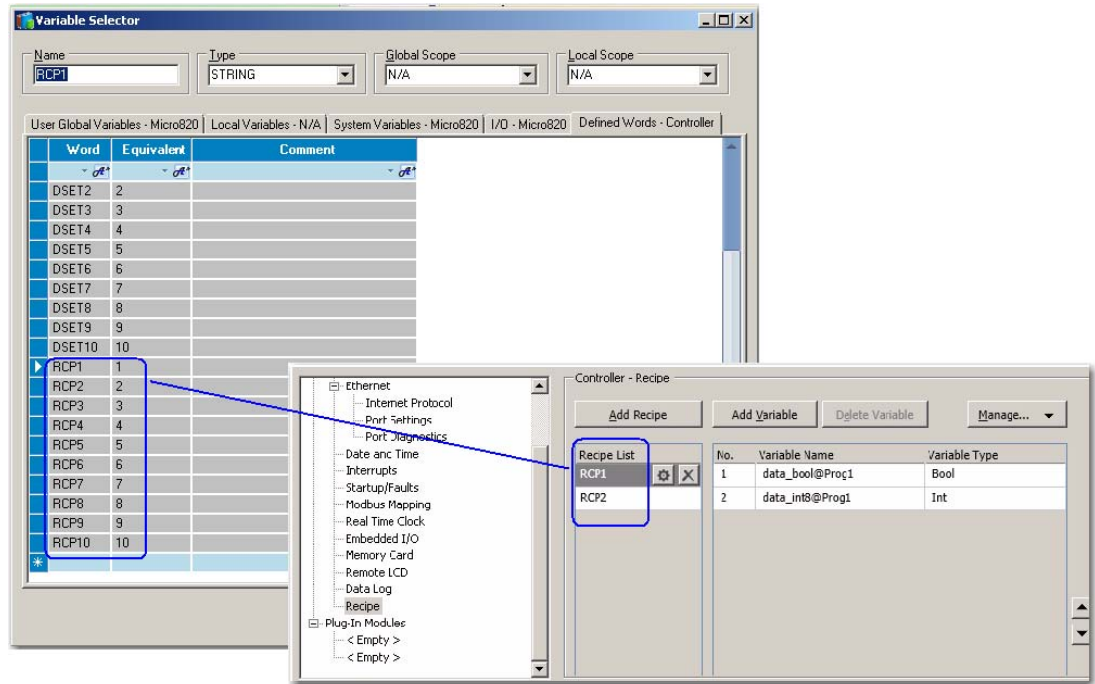 Variable Selector
Name
Type
Global Scope
Local Scope
RCP1
STRING
N/A
N/A
User Global Variables - Micro820
Local Variables - N/A
System Variables - Micro820
I/O - Micro820
Defined Words - Controller
Word Equivalent Comment
DSET2 2
DSET3 3
DSET4 4
DSET5 5
DSET6 6
DSET7 7
DSET8 8
DSET9 9
DSET10 10
RCP1 1
RCP2 2
RCP3 3
RCP4 4
RCP5 5
RCP6 6
RCP7 7
RCP8 8
RCP9 9
RCP10 10
Ethernet
Internet Protocol
Port Settings
Port Diagnostics
Date and Time
Interrupts
Startup/Faults
Modbus Mapping
Real Time Clock
Embedded I/O
Memory Card
Remote LCD
Data Log
Recipe
Plug-In Modules
< Empty >
< Empty >
Controller - Recipe
Add Recipe
Add Variable
Delete Variable
Manage...
Recipe List
RCP1
RCP2
No. Variable Name Variable Type
1 data_bool@Prog1 Bool
2 data_int8@Prog1 Int